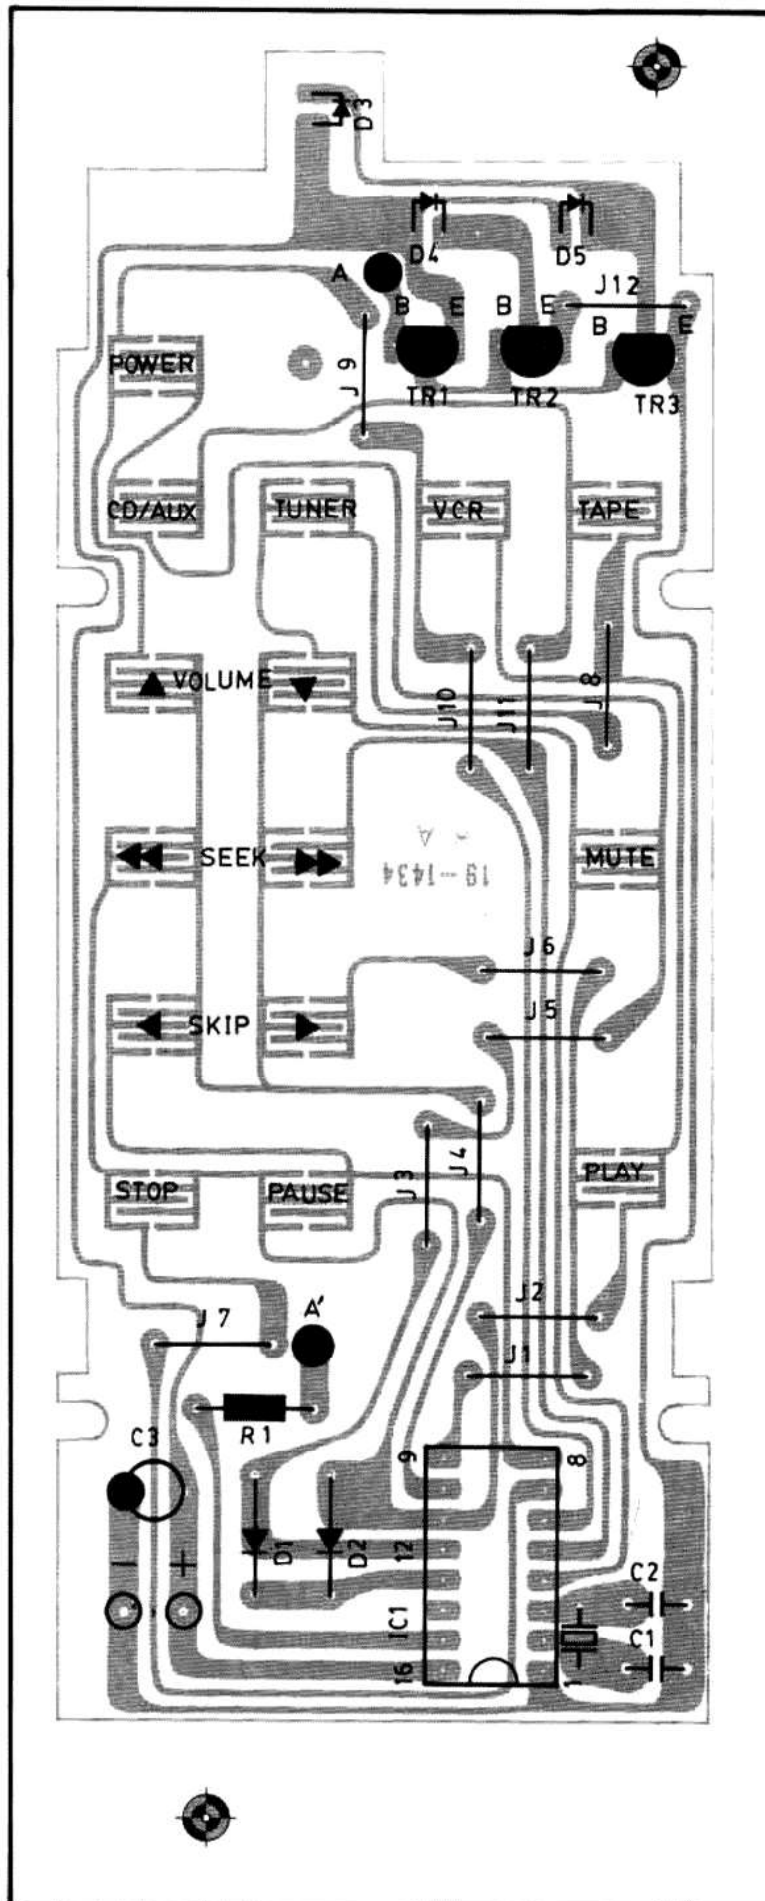 D3
D4 D5
A
J12
B E B E B E
J9
TR1 TR2 TR3
POWER
CD/AUX TUNER VCR TAPE
VOLUME
J10 J11 J8
SEEK MUTE
19-1434
A
J6
SKIP
J5
J3 J4
STOP PAUSE PLAY
J7 A' J2
J1
R1
C3
9 8
D1 D2 12
- +
C2
IC1
C1
16 1